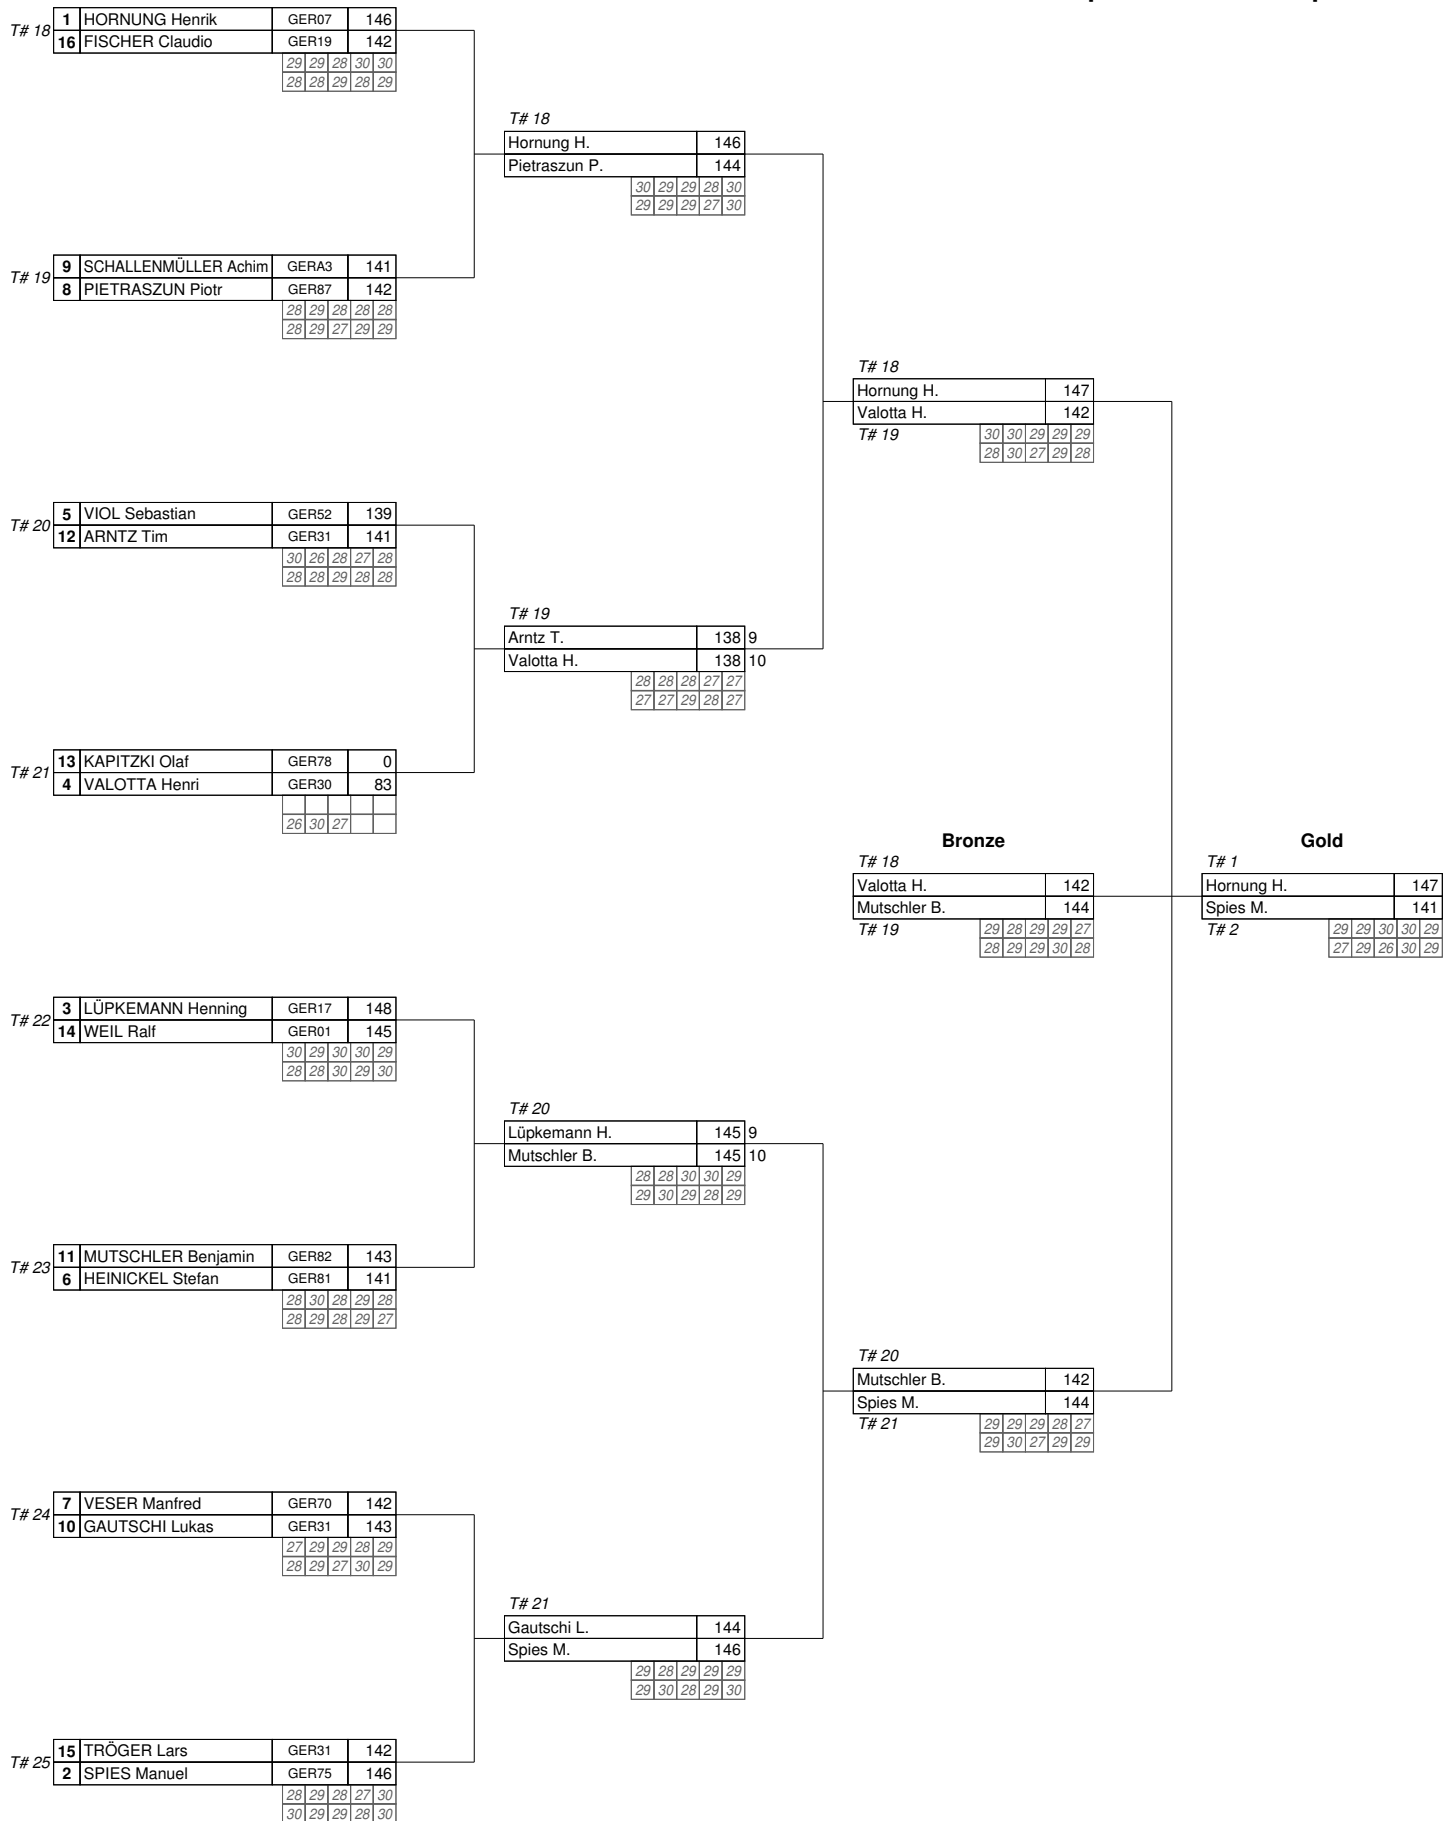 T# 18 1 HORNUNG Henrik GER07 146
16 FISCHER Claudio GER19 142
29 29 28 30 30
28 28 29 28 29
T# 18
Hornung H. 146
Pietraszun P. 144
30 29 29 28 30
29 29 29 27 30
T# 19 9 SCHALLENMÜLLER Achim GERA3 141
8 PIETRASZUN Piotr GER87 142
28 29 28 28 28
28 29 27 29 29
T# 18
Hornung H. 147
Valotta H. 142
T# 19 30 30 29 29 29
28 30 27 29 28
T# 20 5 VIOL Sebastian GER52 139
12 ARNTZ Tim GER31 141
30 26 28 27 28
28 28 29 28 28
T# 19
Arntz T. 138 9
Valotta H. 138 10
28 28 28 27 27
27 27 29 28 27
T# 21 13 KAPITZKI Olaf GER78 0
4 VALOTTA Henri GER30 83
26 30 27
Bronze
T# 18
Valotta H. 142
Mutschler B. 144
T# 19 29 28 29 29 27
28 29 29 30 28
Gold
T# 1
Hornung H. 147
Spies M. 141
T# 2 29 29 30 30 29
27 29 26 30 29
T# 22 3 LÜPKEMANN Henning GER17 148
14 WEIL Ralf GER01 145
30 29 30 30 29
28 28 30 29 30
T# 20
Lüpkemann H. 145 9
Mutschler B. 145 10
28 28 30 30 29
29 30 29 28 29
T# 23 11 MUTSCHLER Benjamin GER82 143
6 HEINICKEL Stefan GER81 141
28 30 28 29 28
28 29 28 29 27
T# 20
Mutschler B. 142
Spies M. 144
T# 21 29 29 29 28 27
29 30 27 29 29
T# 24 7 VESER Manfred GER70 142
10 GAUTSCHI Lukas GER31 143
27 29 29 28 29
28 29 27 30 29
T# 21
Gautschi L. 144
Spies M. 146
29 28 29 29 29
29 30 28 29 30
T# 25 15 TRÖGER Lars GER31 142
2 SPIES Manuel GER75 146
28 29 28 27 30
30 29 29 28 30